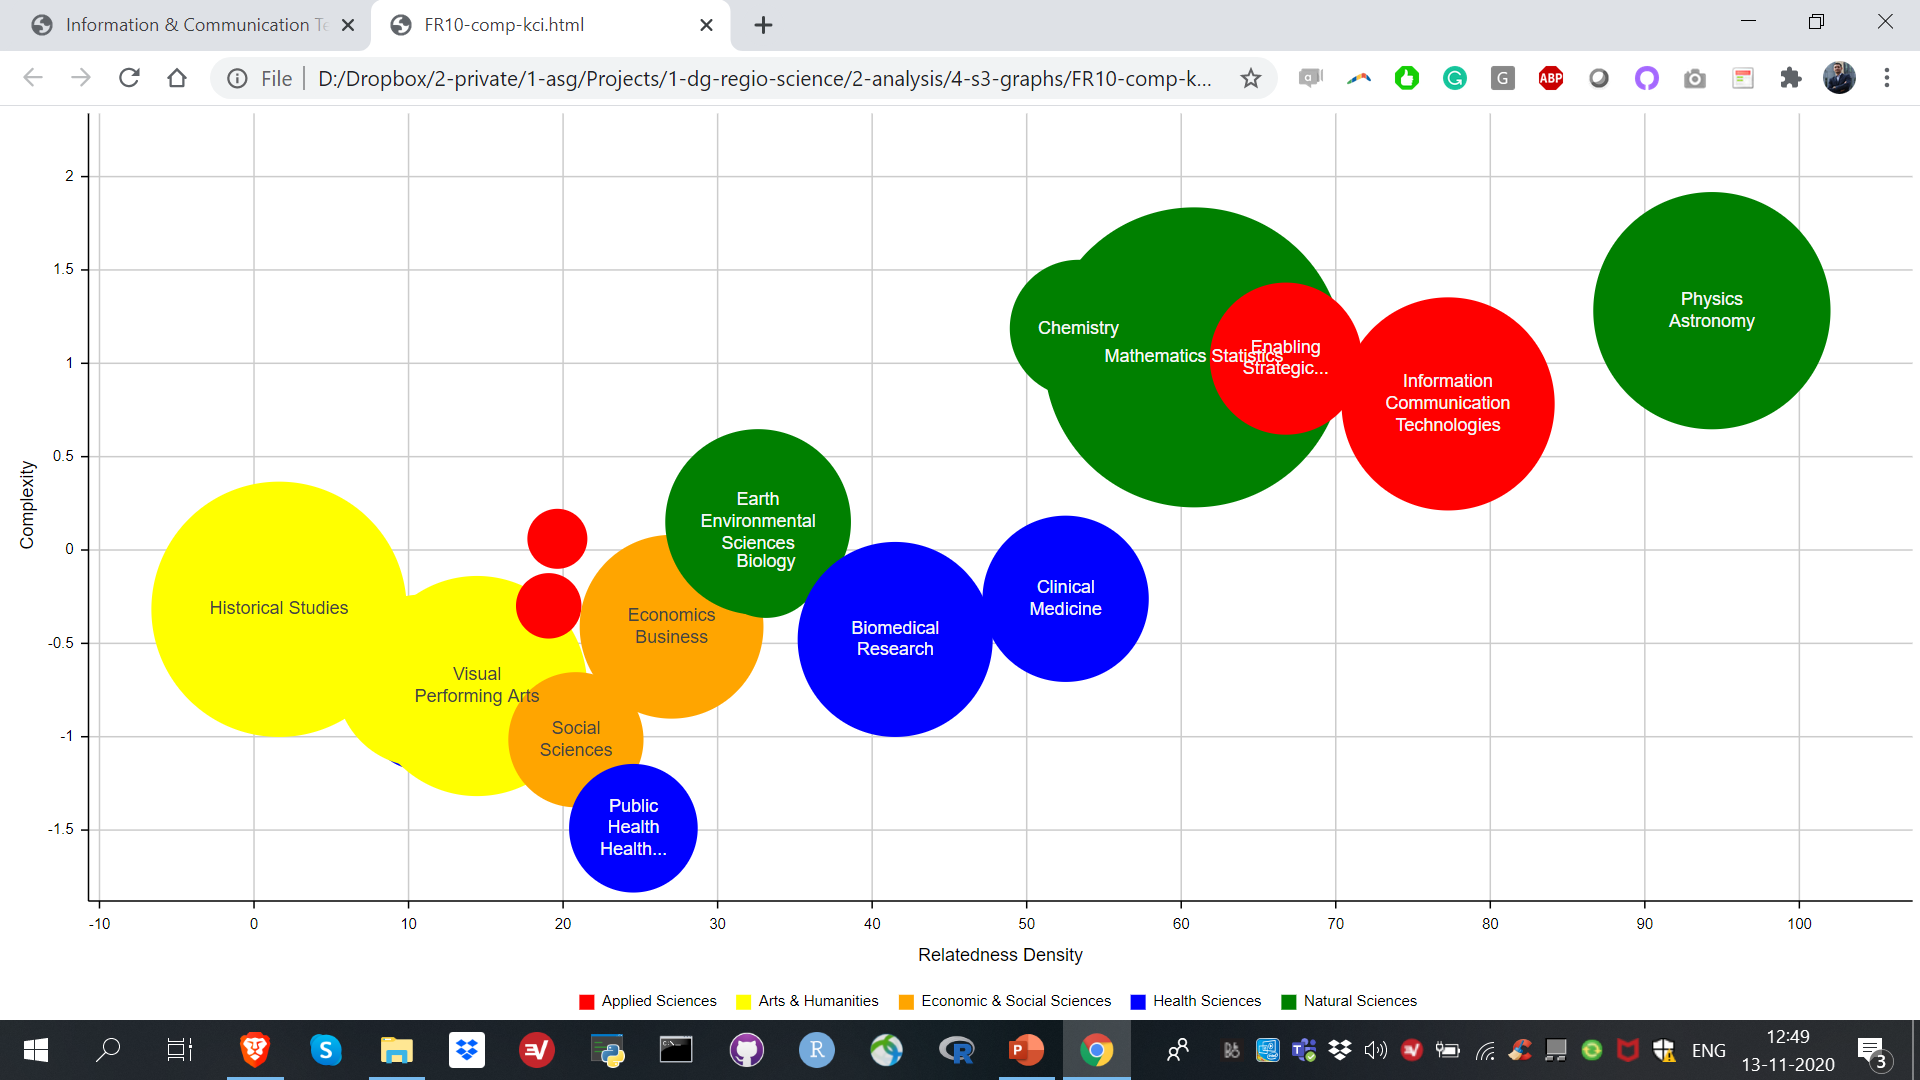 Information & Communication Te
FR10-comp-kci.html
File
D:/Dropbox/2-private/1-asg/Projects/1-dg-regio-science/2-analysis/4-s3-graphs/FR10-comp-k...
a
G
G
ABP
2
1.5
1
0.5
0
-0.5
-1
-1.5
Complexity
Physics
Astronomy
Chemistry
Mathematics Statistics
Enabling
Strategic...
Information
Communication
Technologies
Earth
Environmental
Sciences
Biology
Historical Studies
Visual
Performing Arts
Economics
Business
Social
Sciences
Biomedical
Research
Clinical
Medicine
Public
Health
Health...
-10
0
10
20
30
40
50
60
70
80
90
100
Relatedness Density
Applied Sciences
Arts & Humanities
Economic & Social Sciences
Health Sciences
Natural Sciences
S
R
R
P
ENG
12:49
13-11-2020
3